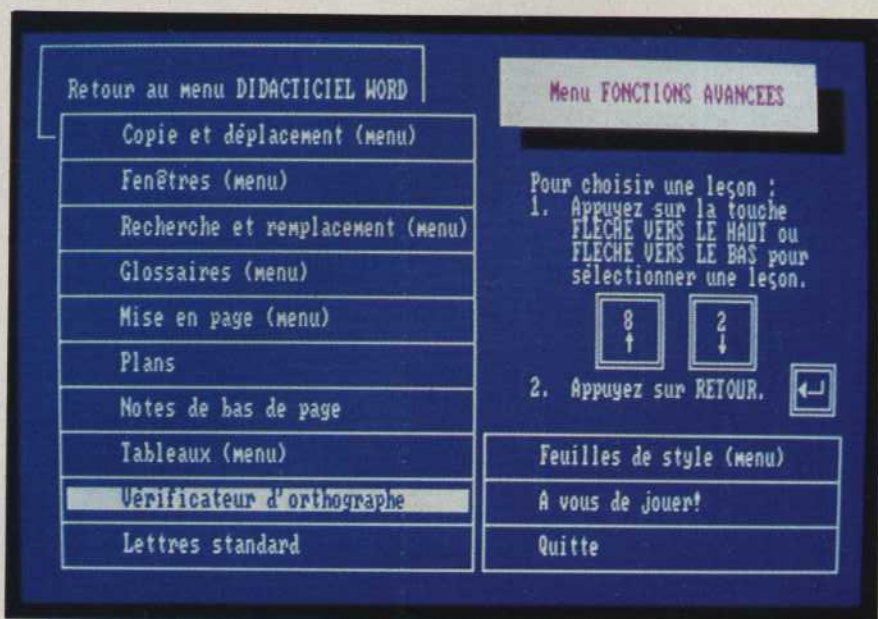 Retour au menu DIDACTICIEL WORD
Copie et déplacement (menu)
Fenêtres (menu)
Recherche et remplacement (menu)
Glossaires (menu)
Mise en page (menu)
Plans
Notes de bas de page
Tableaux (menu)
Vérificateur d'orthographe
Lettres standard
Menu FONCTIONS AVANCEES
Pour choisir une leçon :
1. Appuyez sur la touche
FLECHE VERS LE HAUT ou
FLECHE VERS LE BAS pour
sélectionner une leçon.
8 2
↑ ↓
2. Appuyez sur RETOUR.
Feuilles de style (menu)
A vous de jouer!
Quitte